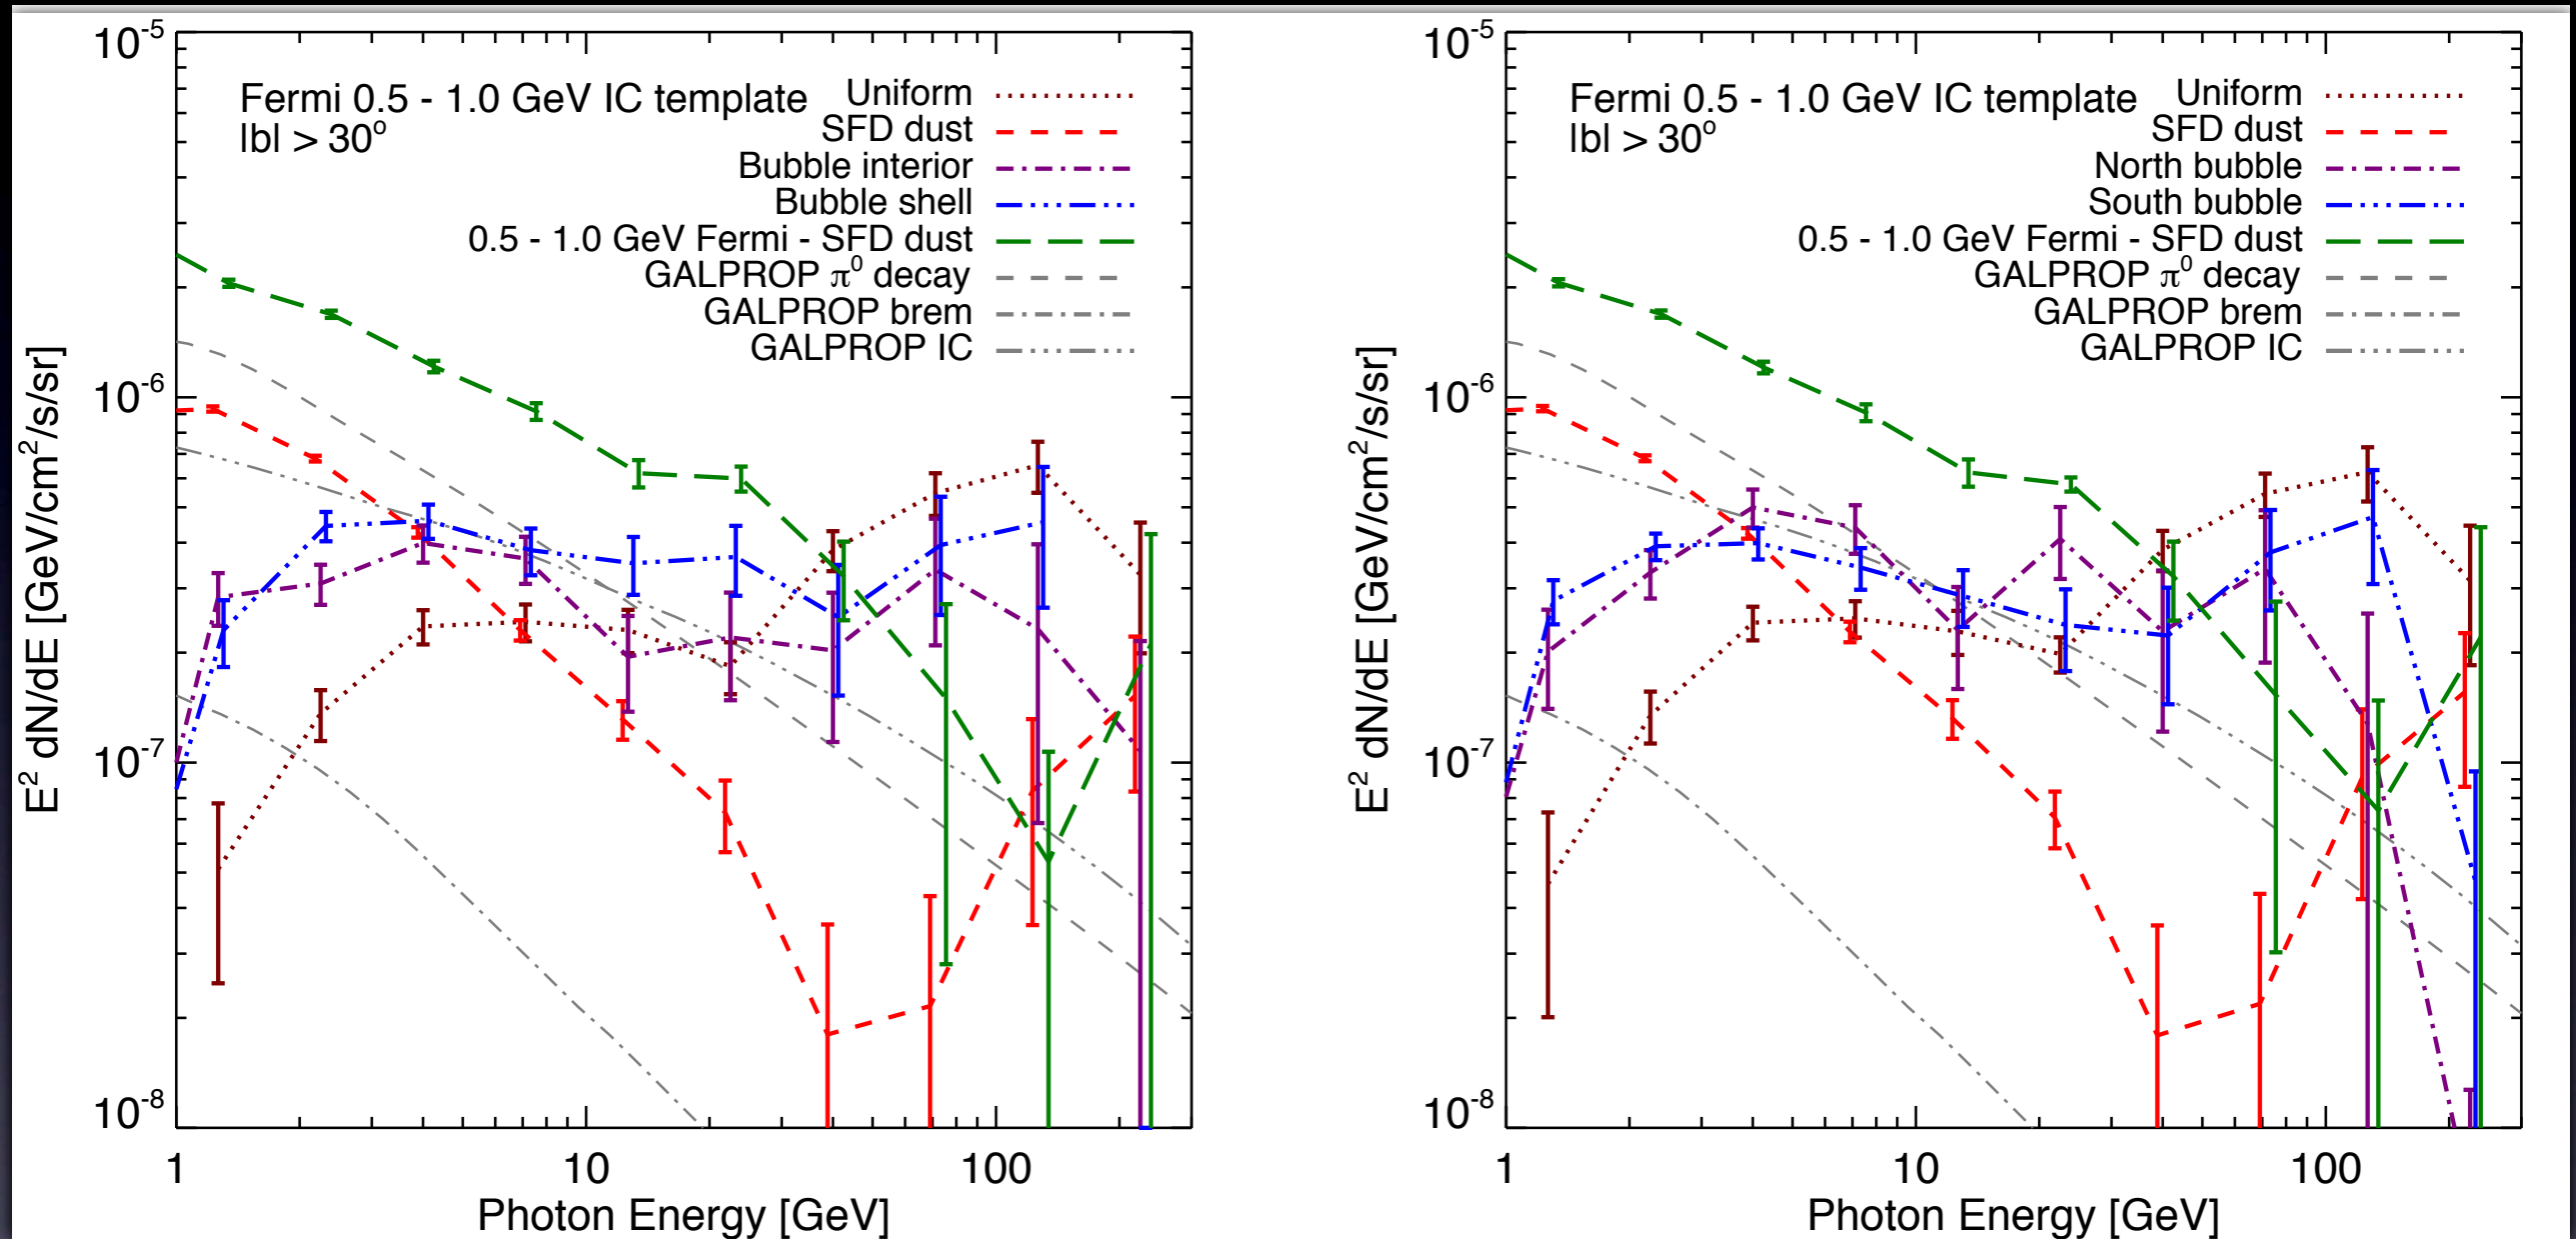 10-5
10-6
10-7
10-8
E2 dN/dE [GeV/cm2/s/sr]
Fermi 0.5 - 1.0 GeV IC template
lbl > 30o
Uniform
SFD dust
Bubble interior
Bubble shell
0.5 - 1.0 GeV Fermi - SFD dust
GALPROP π0 decay
GALPROP brem
GALPROP IC
1 10 100
Photon Energy [GeV]
10-5
10-6
10-7
10-8
E2 dN/dE [GeV/cm2/s/sr]
Fermi 0.5 - 1.0 GeV IC template
lbl > 30o
Uniform
SFD dust
North bubble
South bubble
0.5 - 1.0 GeV Fermi - SFD dust
GALPROP π0 decay
GALPROP brem
GALPROP IC
1 10 100
Photon Energy [GeV]